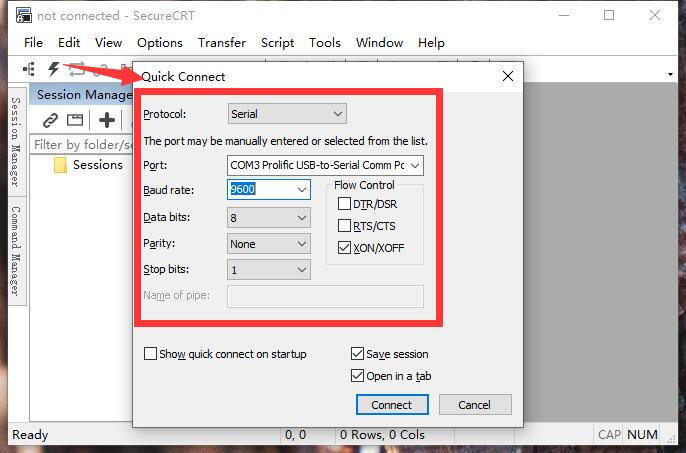 not connected - SecureCRT
File Edit View Options Transfer Script Tools Window Help
Session Manager
Command Manager
Session Manage
Filter by folder/se
Sessions
Quick Connect
Protocol: Serial
The port may be manually entered or selected from the list.
Port: COM3 Prolific USB-to-Serial Comm Po
Baud rate: 9600
Data bits: 8
Parity: None
Stop bits: 1
Name of pipe:
Flow Control
DTR/DSR
RTS/CTS
XON/XOFF
Show quick connect on startup
Save session
Open in a tab
Connect Cancel
Ready 0, 0 0 Rows, 0 Cols CAP NUM